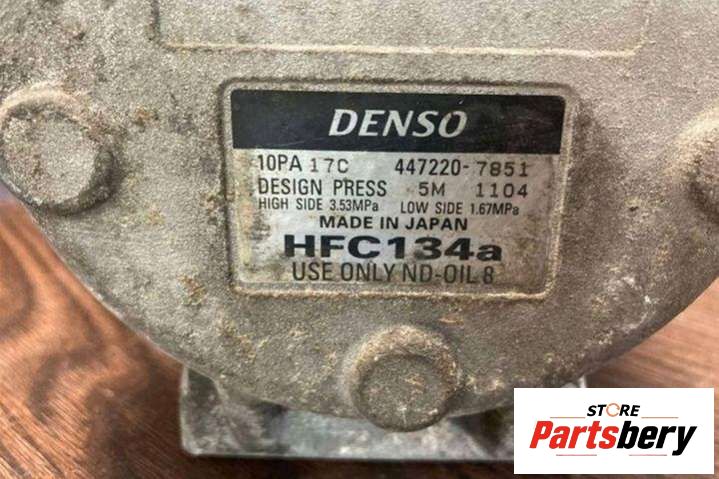 DENSO
10PA 17C 447220-7851
DESIGN PRESS 5M 1104
HIGH SIDE 3.53MPa LOW SIDE 1.67MPa
MADE IN JAPAN
HFC134a
USE ONLY ND-OIL 8
STORE
Partsbery